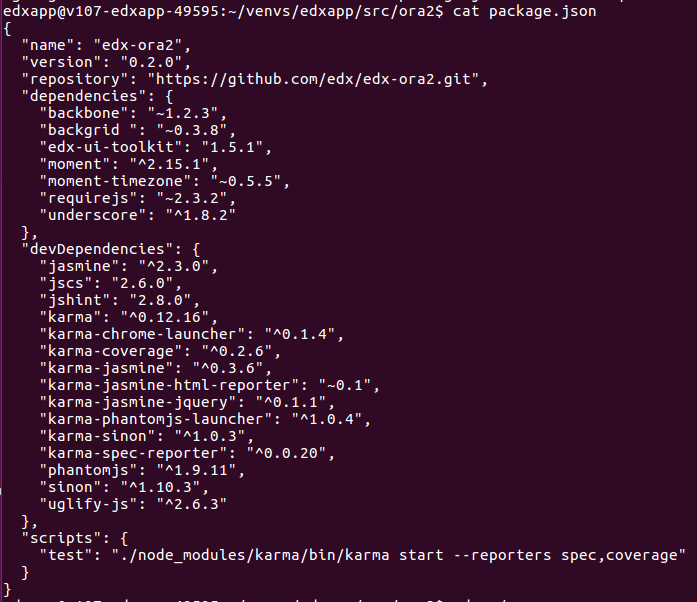 edxapp@v107-edxapp-49595:~/venvs/edxapp/src/ora2$ cat package.json
{
  "name": "edx-ora2",
  "version": "0.2.0",
  "repository": "https://github.com/edx/edx-ora2.git",
  "dependencies": {
    "backbone": "~1.2.3",
    "backgrid ": "~0.3.8",
    "edx-ui-toolkit": "1.5.1",
    "moment": "^2.15.1",
    "moment-timezone": "~0.5.5",
    "requirejs": "~2.3.2",
    "underscore": "^1.8.2"
  },
  "devDependencies": {
    "jasmine": "^2.3.0",
    "jscs": "2.6.0",
    "jshint": "2.8.0",
    "karma": "^0.12.16",
    "karma-chrome-launcher": "^0.1.4",
    "karma-coverage": "^0.2.6",
    "karma-jasmine": "^0.3.6",
    "karma-jasmine-html-reporter": "~0.1",
    "karma-jasmine-jquery": "^0.1.1",
    "karma-phantomjs-launcher": "^1.0.4",
    "karma-sinon": "^1.0.3",
    "karma-spec-reporter": "^0.0.20",
    "phantomjs": "^1.9.11",
    "sinon": "^1.10.3",
    "uglify-js": "^2.6.3"
  },
  "scripts": {
    "test": "./node_modules/karma/bin/karma start --reporters spec,coverage"
  }
}